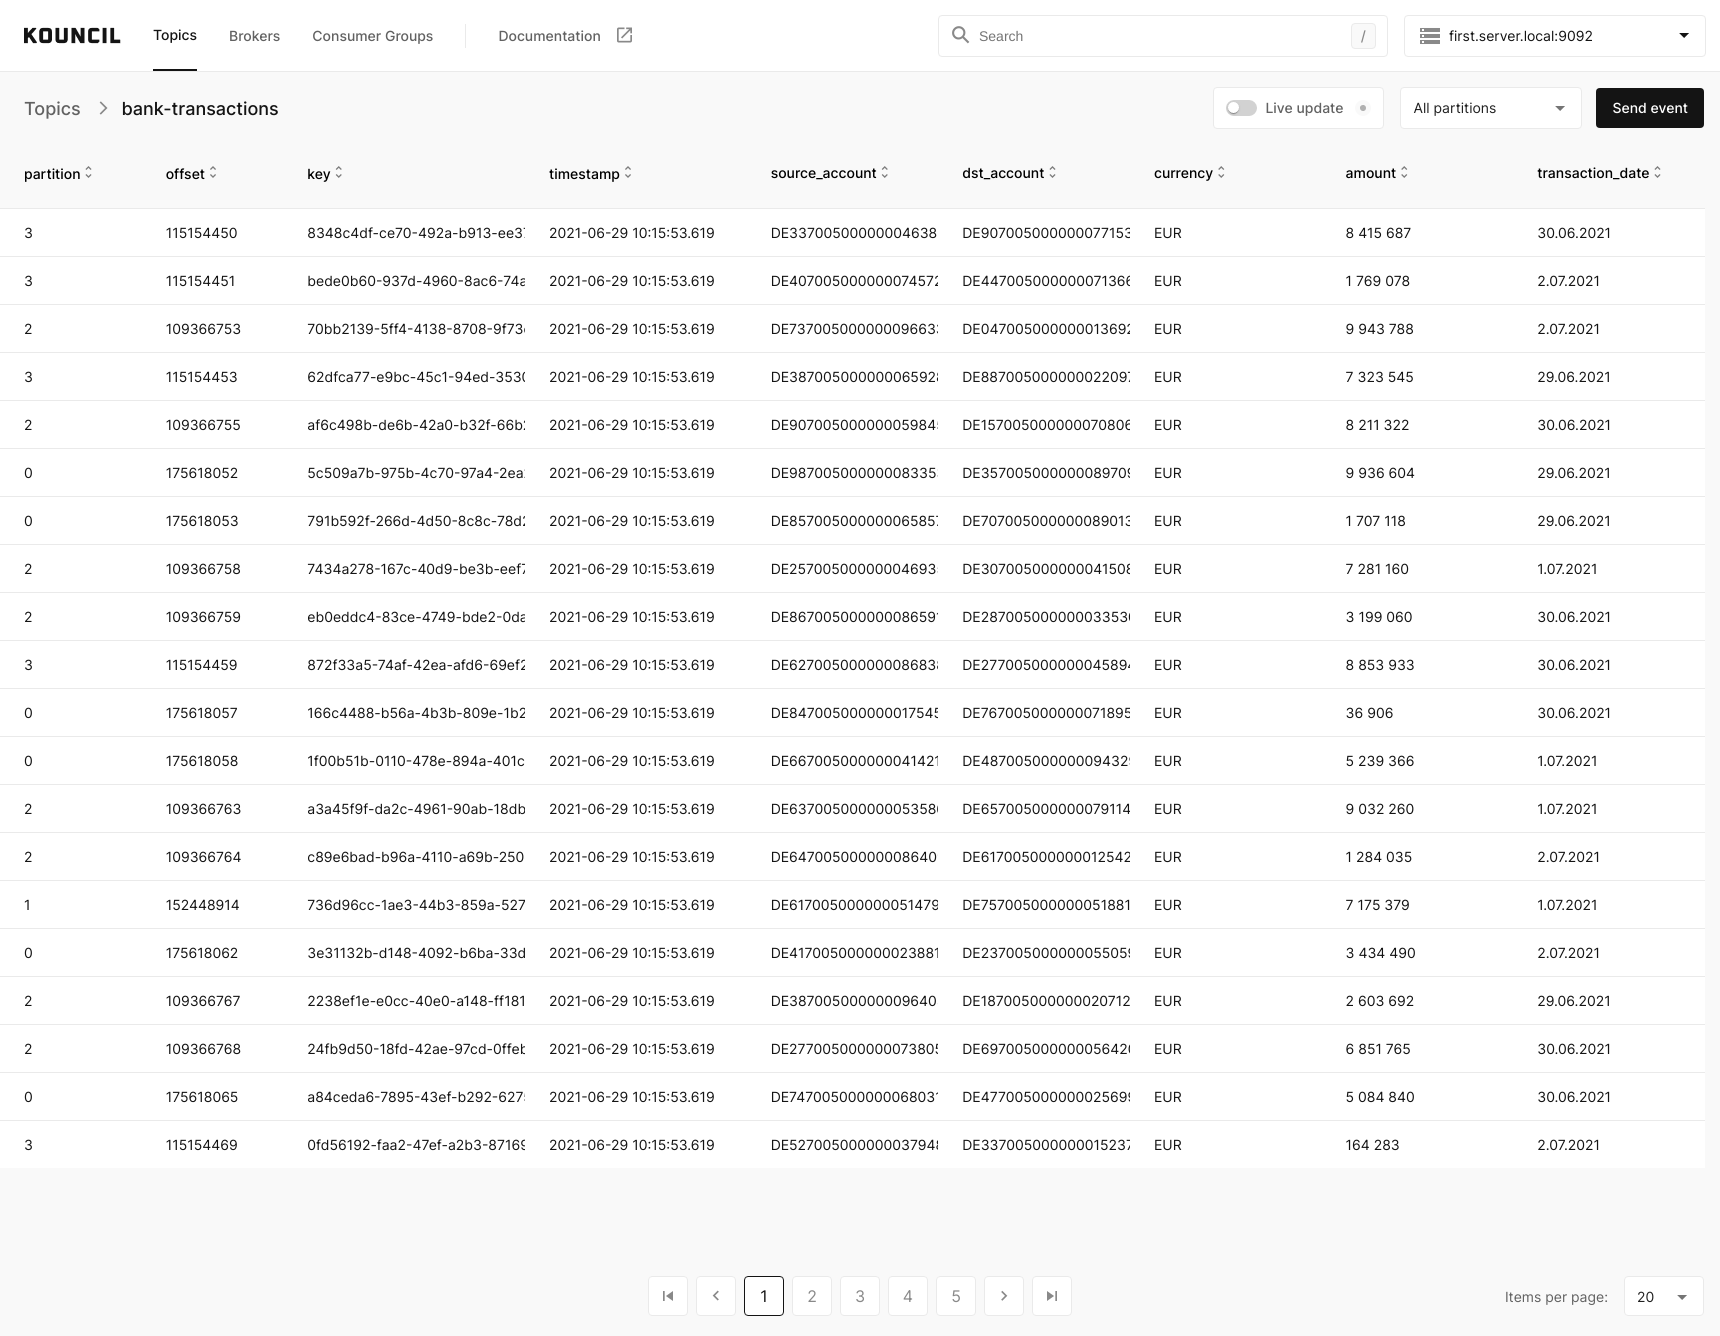 KOUNCIL Topics Brokers Consumer Groups Documentation Search / first.server.local:9092
Topics > bank-transactions Live update All partitions Send event
partition offset key timestamp source_account dst_account currency amount transaction_date
3 115154450 8348c4df-ce70-492a-b913-ee37 2021-06-29 10:15:53.619 DE33700500000004638 DE907005000000077153 EUR 8 415 687 30.06.2021
3 115154451 bede0b60-937d-4960-8ac6-74a 2021-06-29 10:15:53.619 DE407005000000074572 DE447005000000071366 EUR 1 769 078 2.07.2021
2 109366753 70bb2139-5ff4-4138-8708-9f73 2021-06-29 10:15:53.619 DE73700500000009663 DE047005000000013692 EUR 9 943 788 2.07.2021
3 115154453 62dfca77-e9bc-45c1-94ed-3530 2021-06-29 10:15:53.619 DE387005000000065928 DE887005000000022097 EUR 7 323 545 29.06.2021
2 109366755 af6c498b-de6b-42a0-b32f-66b 2021-06-29 10:15:53.619 DE90700500000005984 DE157005000000070806 EUR 8 211 322 30.06.2021
0 175618052 5c509a7b-975b-4c70-97a4-2ea 2021-06-29 10:15:53.619 DE98700500000008335 DE357005000000089709 EUR 9 936 604 29.06.2021
0 175618053 791b592f-266d-4d50-8c8c-78d2 2021-06-29 10:15:53.619 DE857005000000065857 DE707005000000089013 EUR 1 707 118 29.06.2021
2 109366758 7434a278-167c-40d9-be3b-eef7 2021-06-29 10:15:53.619 DE25700500000004693 DE307005000000041508 EUR 7 281 160 1.07.2021
2 109366759 eb0eddc4-83ce-4749-bde2-0da 2021-06-29 10:15:53.619 DE867005000000086591 DE287005000000033530 EUR 3 199 060 30.06.2021
3 115154459 872f33a5-74af-42ea-afd6-69ef2 2021-06-29 10:15:53.619 DE627005000000086838 DE277005000000045894 EUR 8 853 933 30.06.2021
0 175618057 166c4488-b56a-4b3b-809e-1b2 2021-06-29 10:15:53.619 DE847005000000017545 DE767005000000071895 EUR 36 906 30.06.2021
0 175618058 1f00b51b-0110-478e-894a-401c 2021-06-29 10:15:53.619 DE667005000000041421 DE487005000000094329 EUR 5 239 366 1.07.2021
2 109366763 a3a45f9f-da2c-4961-90ab-18db 2021-06-29 10:15:53.619 DE637005000000053580 DE657005000000079114 EUR 9 032 260 1.07.2021
2 109366764 c89e6bad-b96a-4110-a69b-250 2021-06-29 10:15:53.619 DE64700500000008640 DE617005000000012542 EUR 1 284 035 2.07.2021
1 152448914 736d96cc-1ae3-44b3-859a-527 2021-06-29 10:15:53.619 DE617005000000051479 DE757005000000051881 EUR 7 175 379 1.07.2021
0 175618062 3e31132b-d148-4092-b6ba-33d 2021-06-29 10:15:53.619 DE417005000000023881 DE237005000000055059 EUR 3 434 490 2.07.2021
2 109366767 2238ef1e-e0cc-40e0-a148-ff181 2021-06-29 10:15:53.619 DE38700500000009640 DE187005000000020712 EUR 2 603 692 29.06.2021
2 109366768 24fb9d50-18fd-42ae-97cd-0ffeb 2021-06-29 10:15:53.619 DE277005000000073805 DE697005000000056420 EUR 6 851 765 30.06.2021
0 175618065 a84ceda6-7895-43ef-b292-627 2021-06-29 10:15:53.619 DE747005000000068031 DE477005000000025699 EUR 5 084 840 30.06.2021
3 115154469 0fd56192-faa2-47ef-a2b3-87169 2021-06-29 10:15:53.619 DE527005000000037948 DE337005000000015237 EUR 164 283 2.07.2021
1 2 3 4 5 Items per page: 20